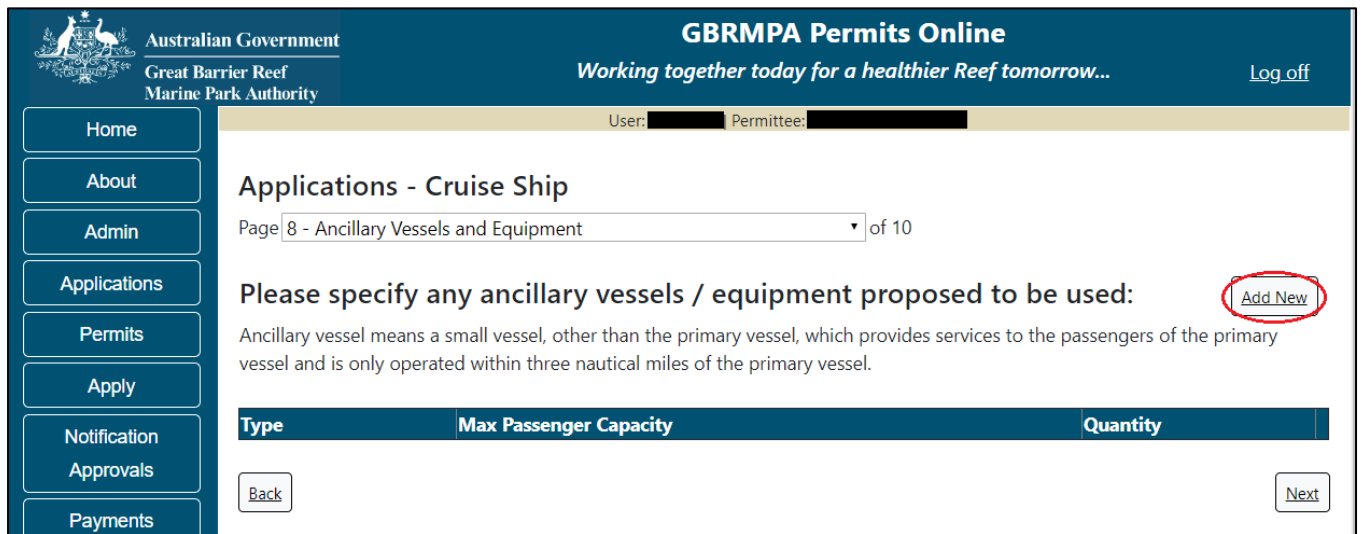 Australian Government
Great Barrier Reef
Marine Park Authority
GBRMPA Permits Online
Working together today for a healthier Reef tomorrow...
Log off
User: Permittee:
Home
About
Admin
Applications
Permits
Apply
Notification
Approvals
Payments
Applications - Cruise Ship
Page 8 - Ancillary Vessels and Equipment of 10
Please specify any ancillary vessels / equipment proposed to be used:
Add New
Ancillary vessel means a small vessel, other than the primary vessel, which provides services to the passengers of the primary
vessel and is only operated within three nautical miles of the primary vessel.
Type Max Passenger Capacity Quantity
Back
Next